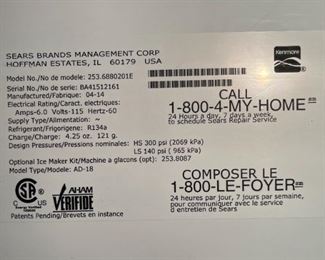 SEARS BRANDS MANAGEMENT CORP
HOFFMAN ESTATES, IL 60179 USA
Model No./No de modele: 253.6880201E
Serial No./No de serie: BA41512161
Manufactured/Fabrique: 04-14
Electrical Rating/Caract. electriques:
Amps-6.0 Volts-115 Hertz-60
Supply Type/Alimentation: ~
Refrigerant/Frigorigene: R134a
Charge/Charge: 4.25 oz. 121 g.
Design Pressures/Pressions nominales: HS 300 psi (2069 kPa)
LS 140 psi ( 965 kPa)
Optional Ice Maker Kit/Machine a glacons (opt): 253.8087
Model Type/Modele: AD-18
Kenmore
CALL
1-800-4-MY-HOME
24 Hours a day, 7 days a week,
to schedule Sears Repair Service
COMPOSER LE
1-800-LE-FOYER
24 heures par jour, 7 jours par semaine,
pour communiquer avec le service
d entretien de Sears
C US
AHAM
VERIFIDE
Patents Pending/Brevets en instance